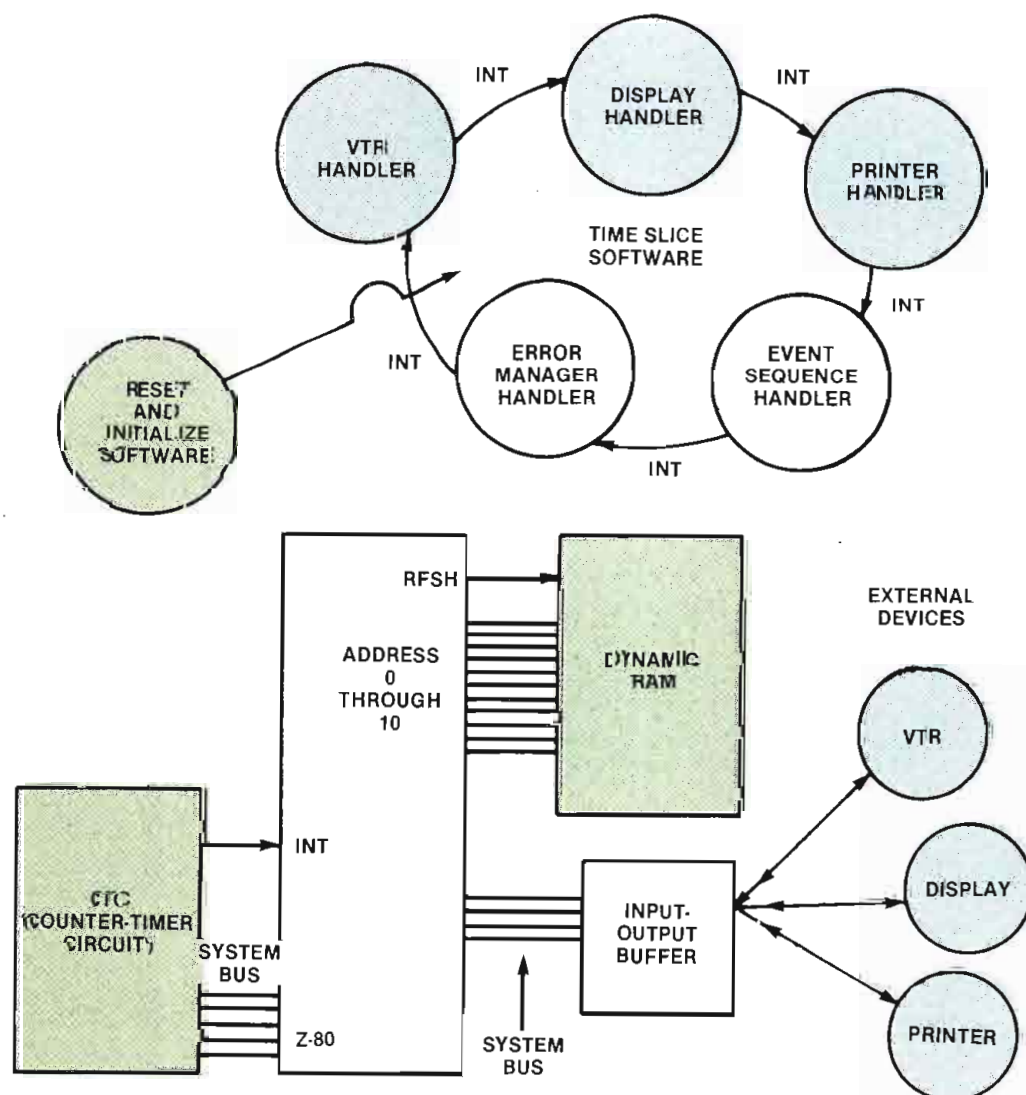 INT
DISPLAY
HANDLER
INT
VTR
HANDLER
PRINTER
HANDLER
TIME SLICE
SOFTWARE
INT
INT
ERROR
MANAGER
HANDLER
EVENT
SEQUENCE
HANDLER
RESET
AND
INITIALIZE
SOFTWARE
INT
RFSH
ADDRESS
0
THROUGH
10
DYNAMIC
RAM
EXTERNAL
DEVICES
VTR
INT
CTC
(COUNTER-TIMER
CIRCUIT)
SYSTEM
BUS
Z-80
INPUT-
OUTPUT
BUFFER
DISPLAY
SYSTEM
BUS
PRINTER